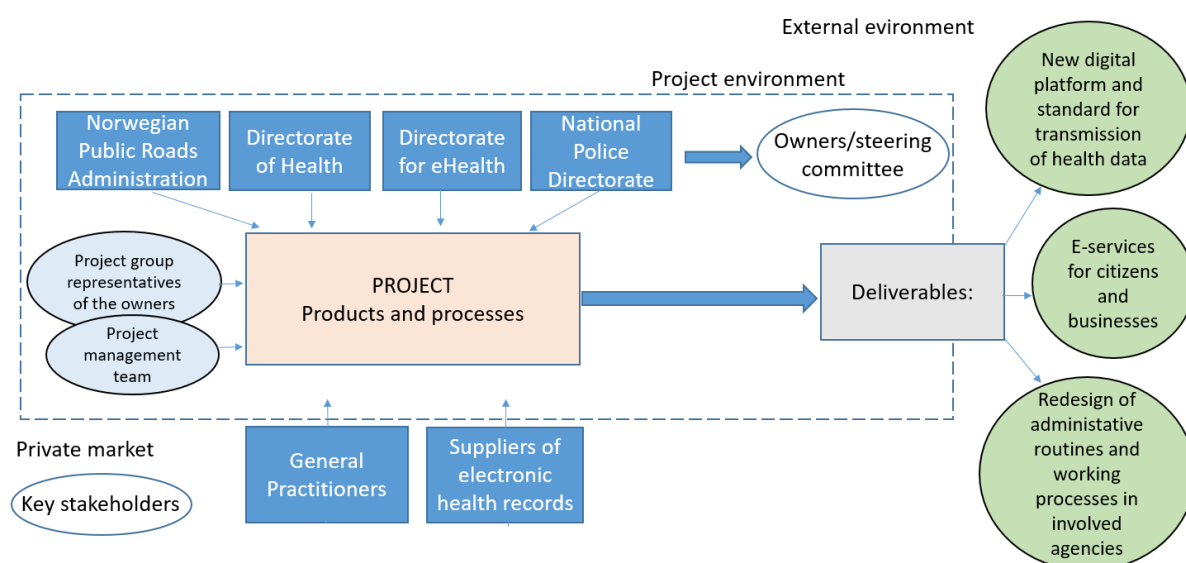 External evironment
Project environment
Norwegian
Public Roads
Administration
Directorate
of Health
Directorate
for eHealth
National
Police
Directorate
Owners/steering
committee
New digital
platform and
standard for
transmission
of health data
Project group
representatives
of the owners
Project
management
team
PROJECT
Products and processes
Deliverables:
E-services
for citizens
and
businesses
Redesign of
administative
routines and
working
processes in
involved
agencies
Private market
Key stakeholders
General
Practitioners
Suppliers of
electronic
health records